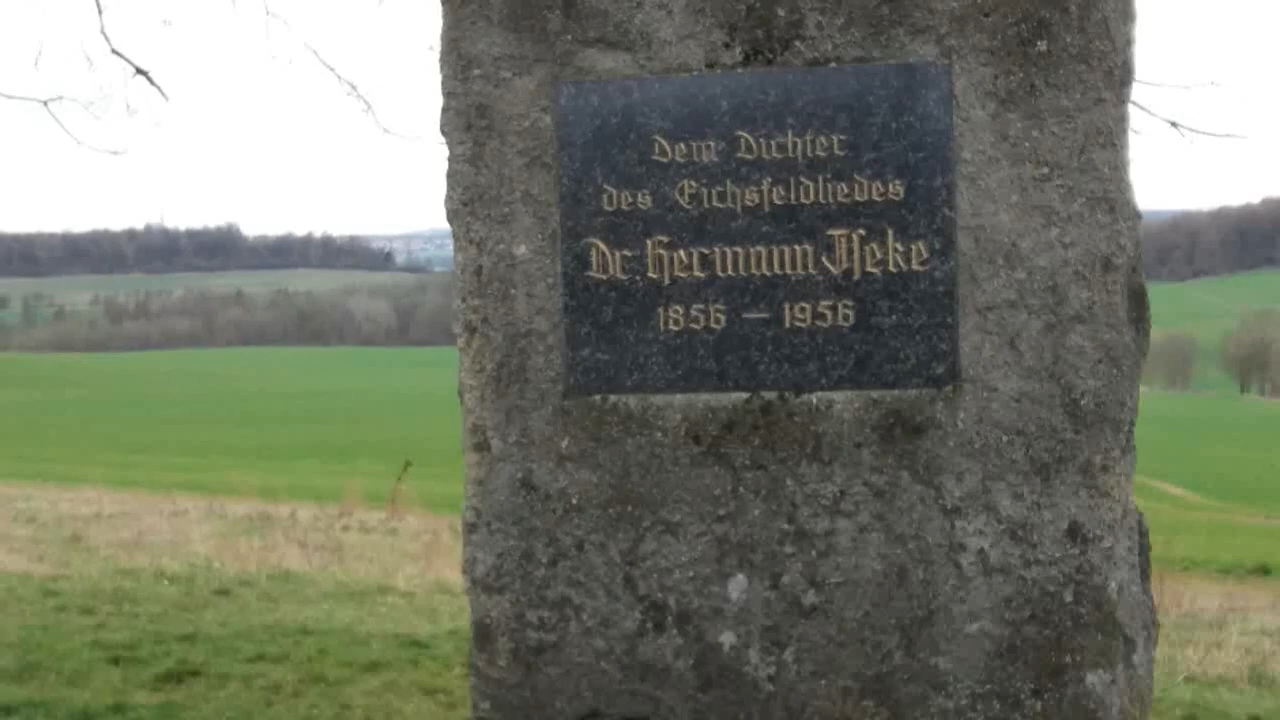 Dem Dichter
des Eichsfeldliedes
Dr Hermann Iseke
1856 – 1956